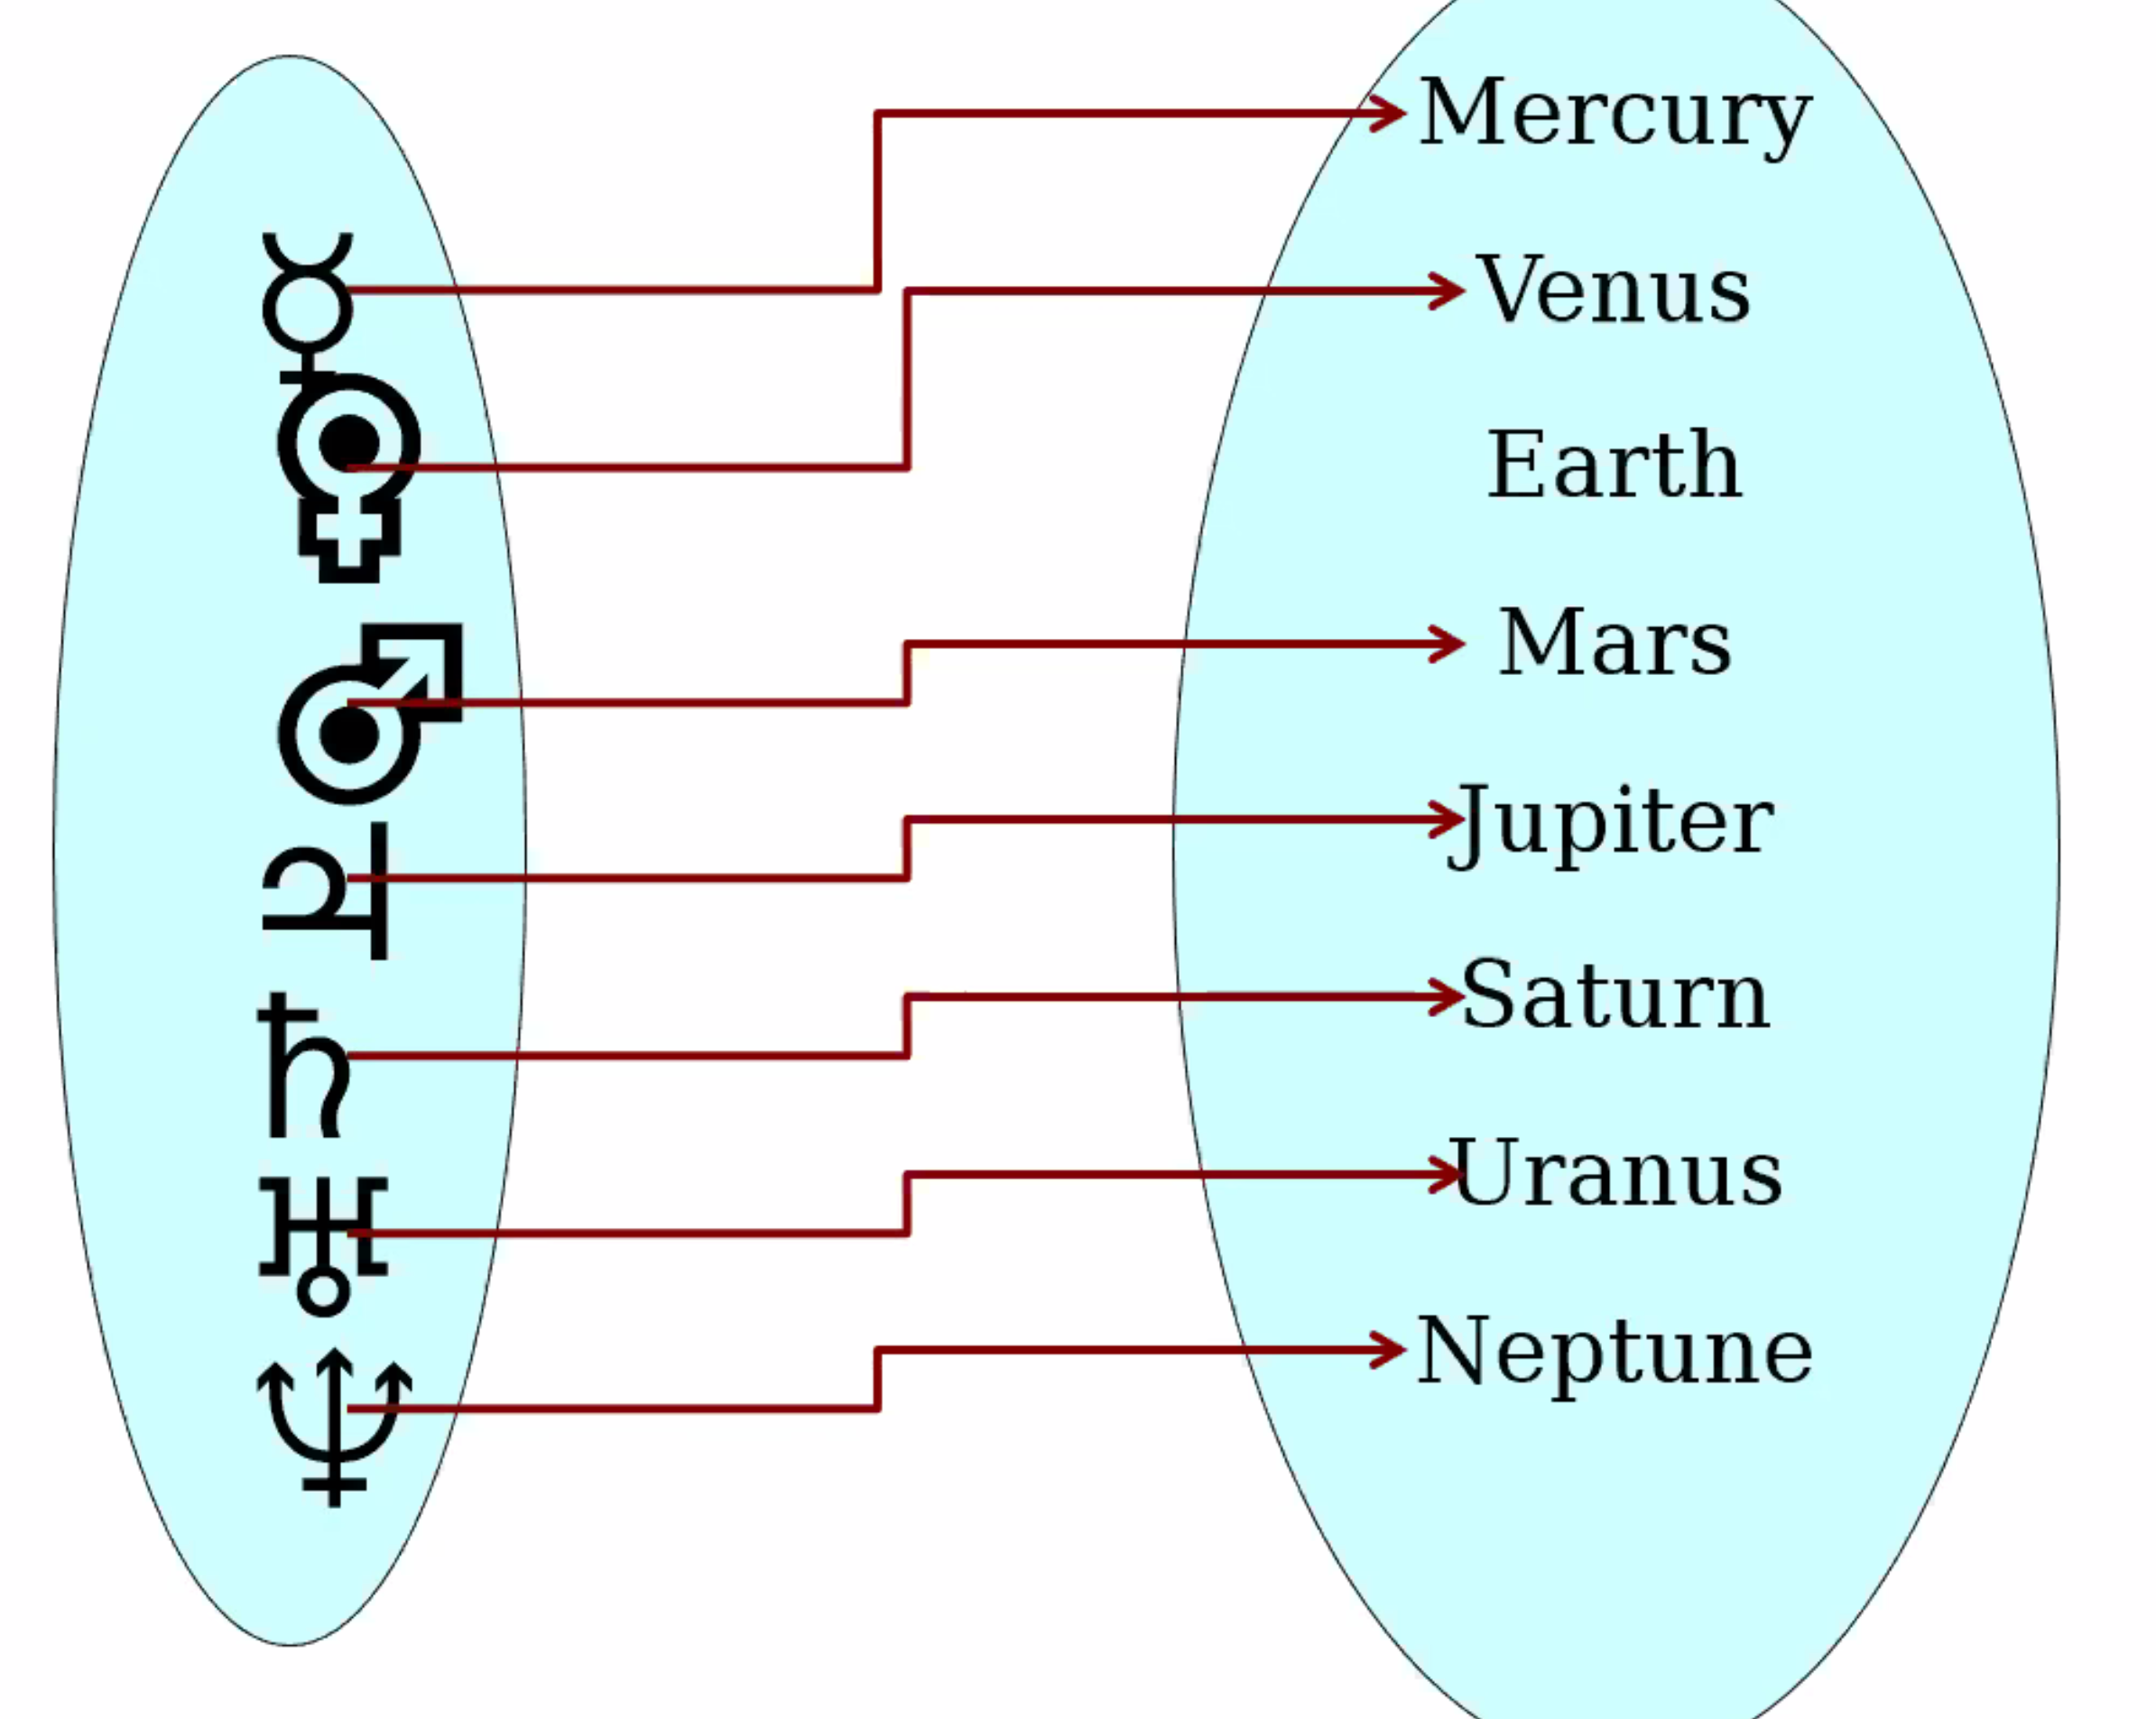 ☿ Mercury
♀ Venus
Earth
♂ Mars
♃ Jupiter
♄ Saturn
♅ Uranus
♆ Neptune